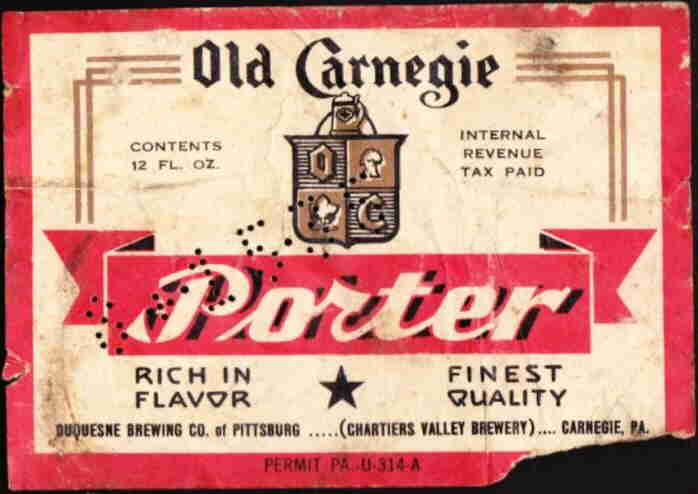 Old Carnegie
CONTENTS
12 FL. OZ.
INTERNAL
REVENUE
TAX PAID
O
C
Porter
RICH IN
FLAVOR
FINEST
QUALITY
DUQUESNE BREWING CO. of PITTSBURG .....(CHARTIERS VALLEY BREWERY).... CARNEGIE, PA.
PERMIT PA.-U-314-A